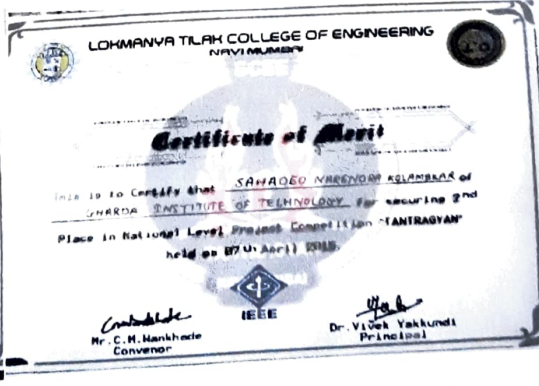 LOKMANYA TILAK COLLEGE OF ENGINEERING
NAVI MUMBAI
Certificate of Merit
This is to Certify that SAHADEO NARENDRA KOLAMBKAR of
GHARDA INSTITUTE OF TECHNOLOGY for securing 2nd
Place in National Level Project Competition "TANTRAGYAN"
held on 07th April
IEEE
Mr. C.M. Wankhede
Convenor
Dr. Vivek Yakkundi
Principal